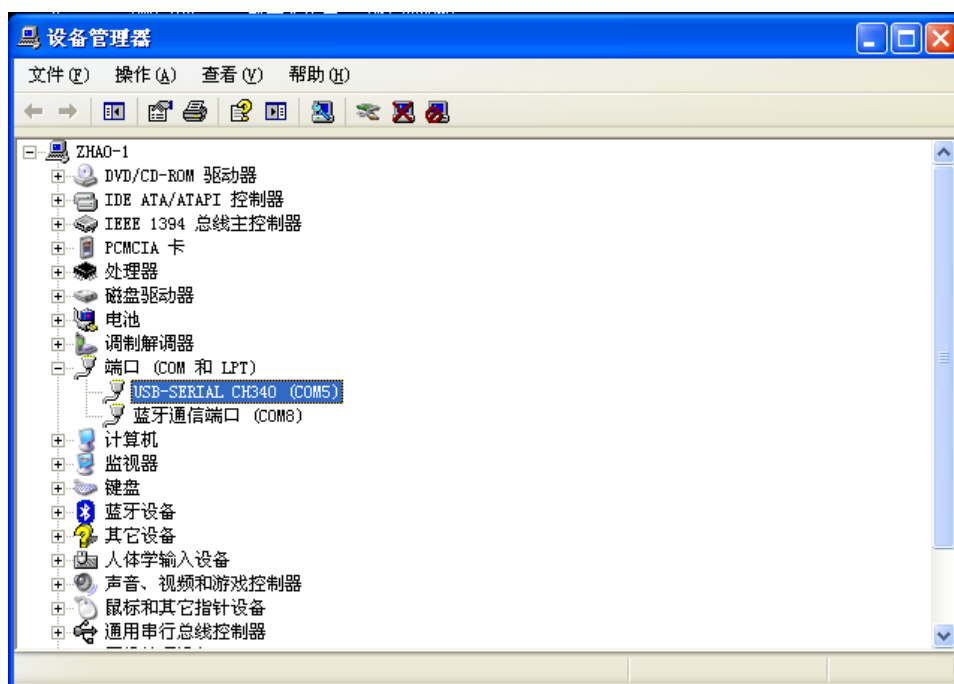 设备管理器
文件(F) 操作(A) 查看(V) 帮助(H)
ZHAO-1
DVD/CD-ROM 驱动器
IDE ATA/ATAPI 控制器
IEEE 1394 总线主控制器
PCMCIA 卡
处理器
磁盘驱动器
电池
调制解调器
端口 (COM 和 LPT)
USB-SERIAL CH340 (COM5)
蓝牙通信端口 (COM8)
计算机
监视器
键盘
蓝牙设备
其它设备
人体学输入设备
声音、视频和游戏控制器
鼠标和其它指针设备
通用串行总线控制器